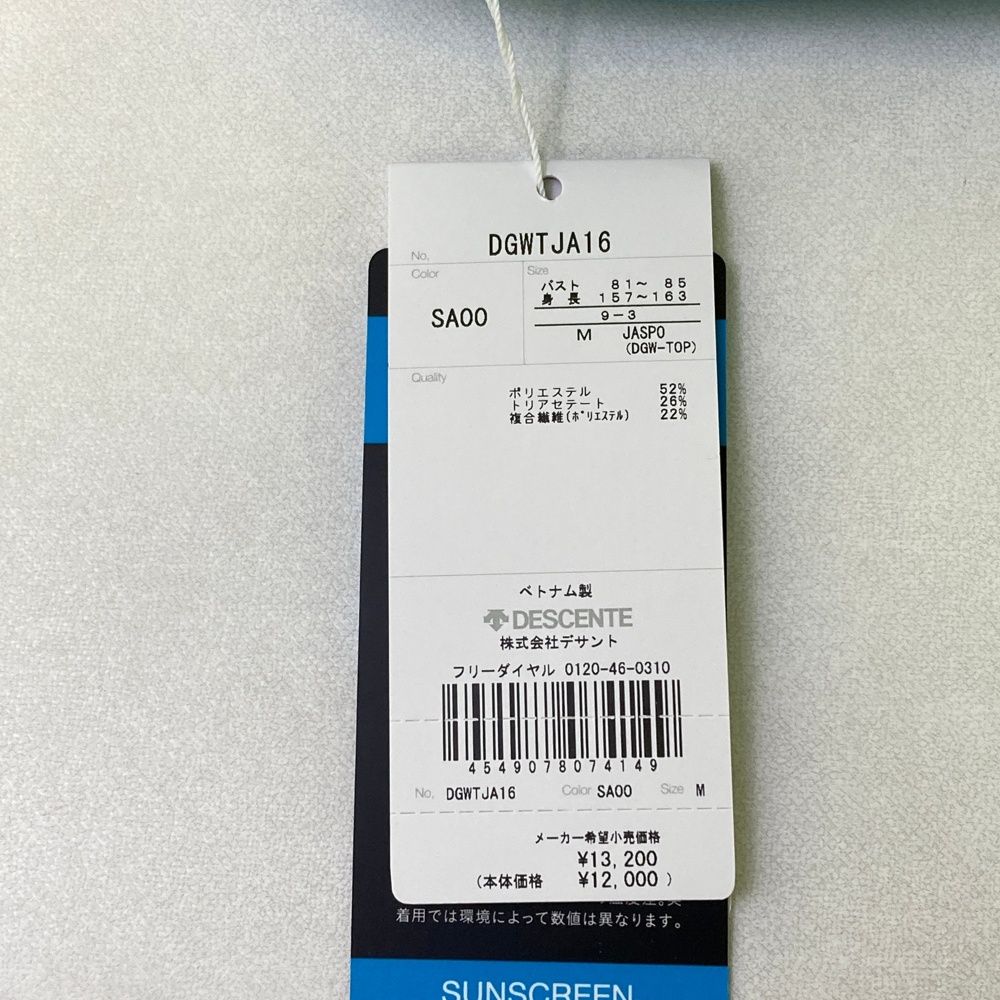 No. DGWTJA16
Color
SA00
Size
バスト 81～ 85
身長 157～163
9－3
M JASPO
(DGW-TOP)
Quality
ポリエステル 52%
トリアセテート 26%
複合繊維(ﾎﾟﾘｴｽﾃﾙ) 22%
ベトナム製
DESCENTE
株式会社デサント
フリーダイヤル 0120-46-0310
4549078074149
No. DGWTJA16 Color SA00 Size M
メーカー希望小売価格
¥13,200
(本体価格 ¥12,000)
着用では環境によって数値は異なります。
SUNSCREEN